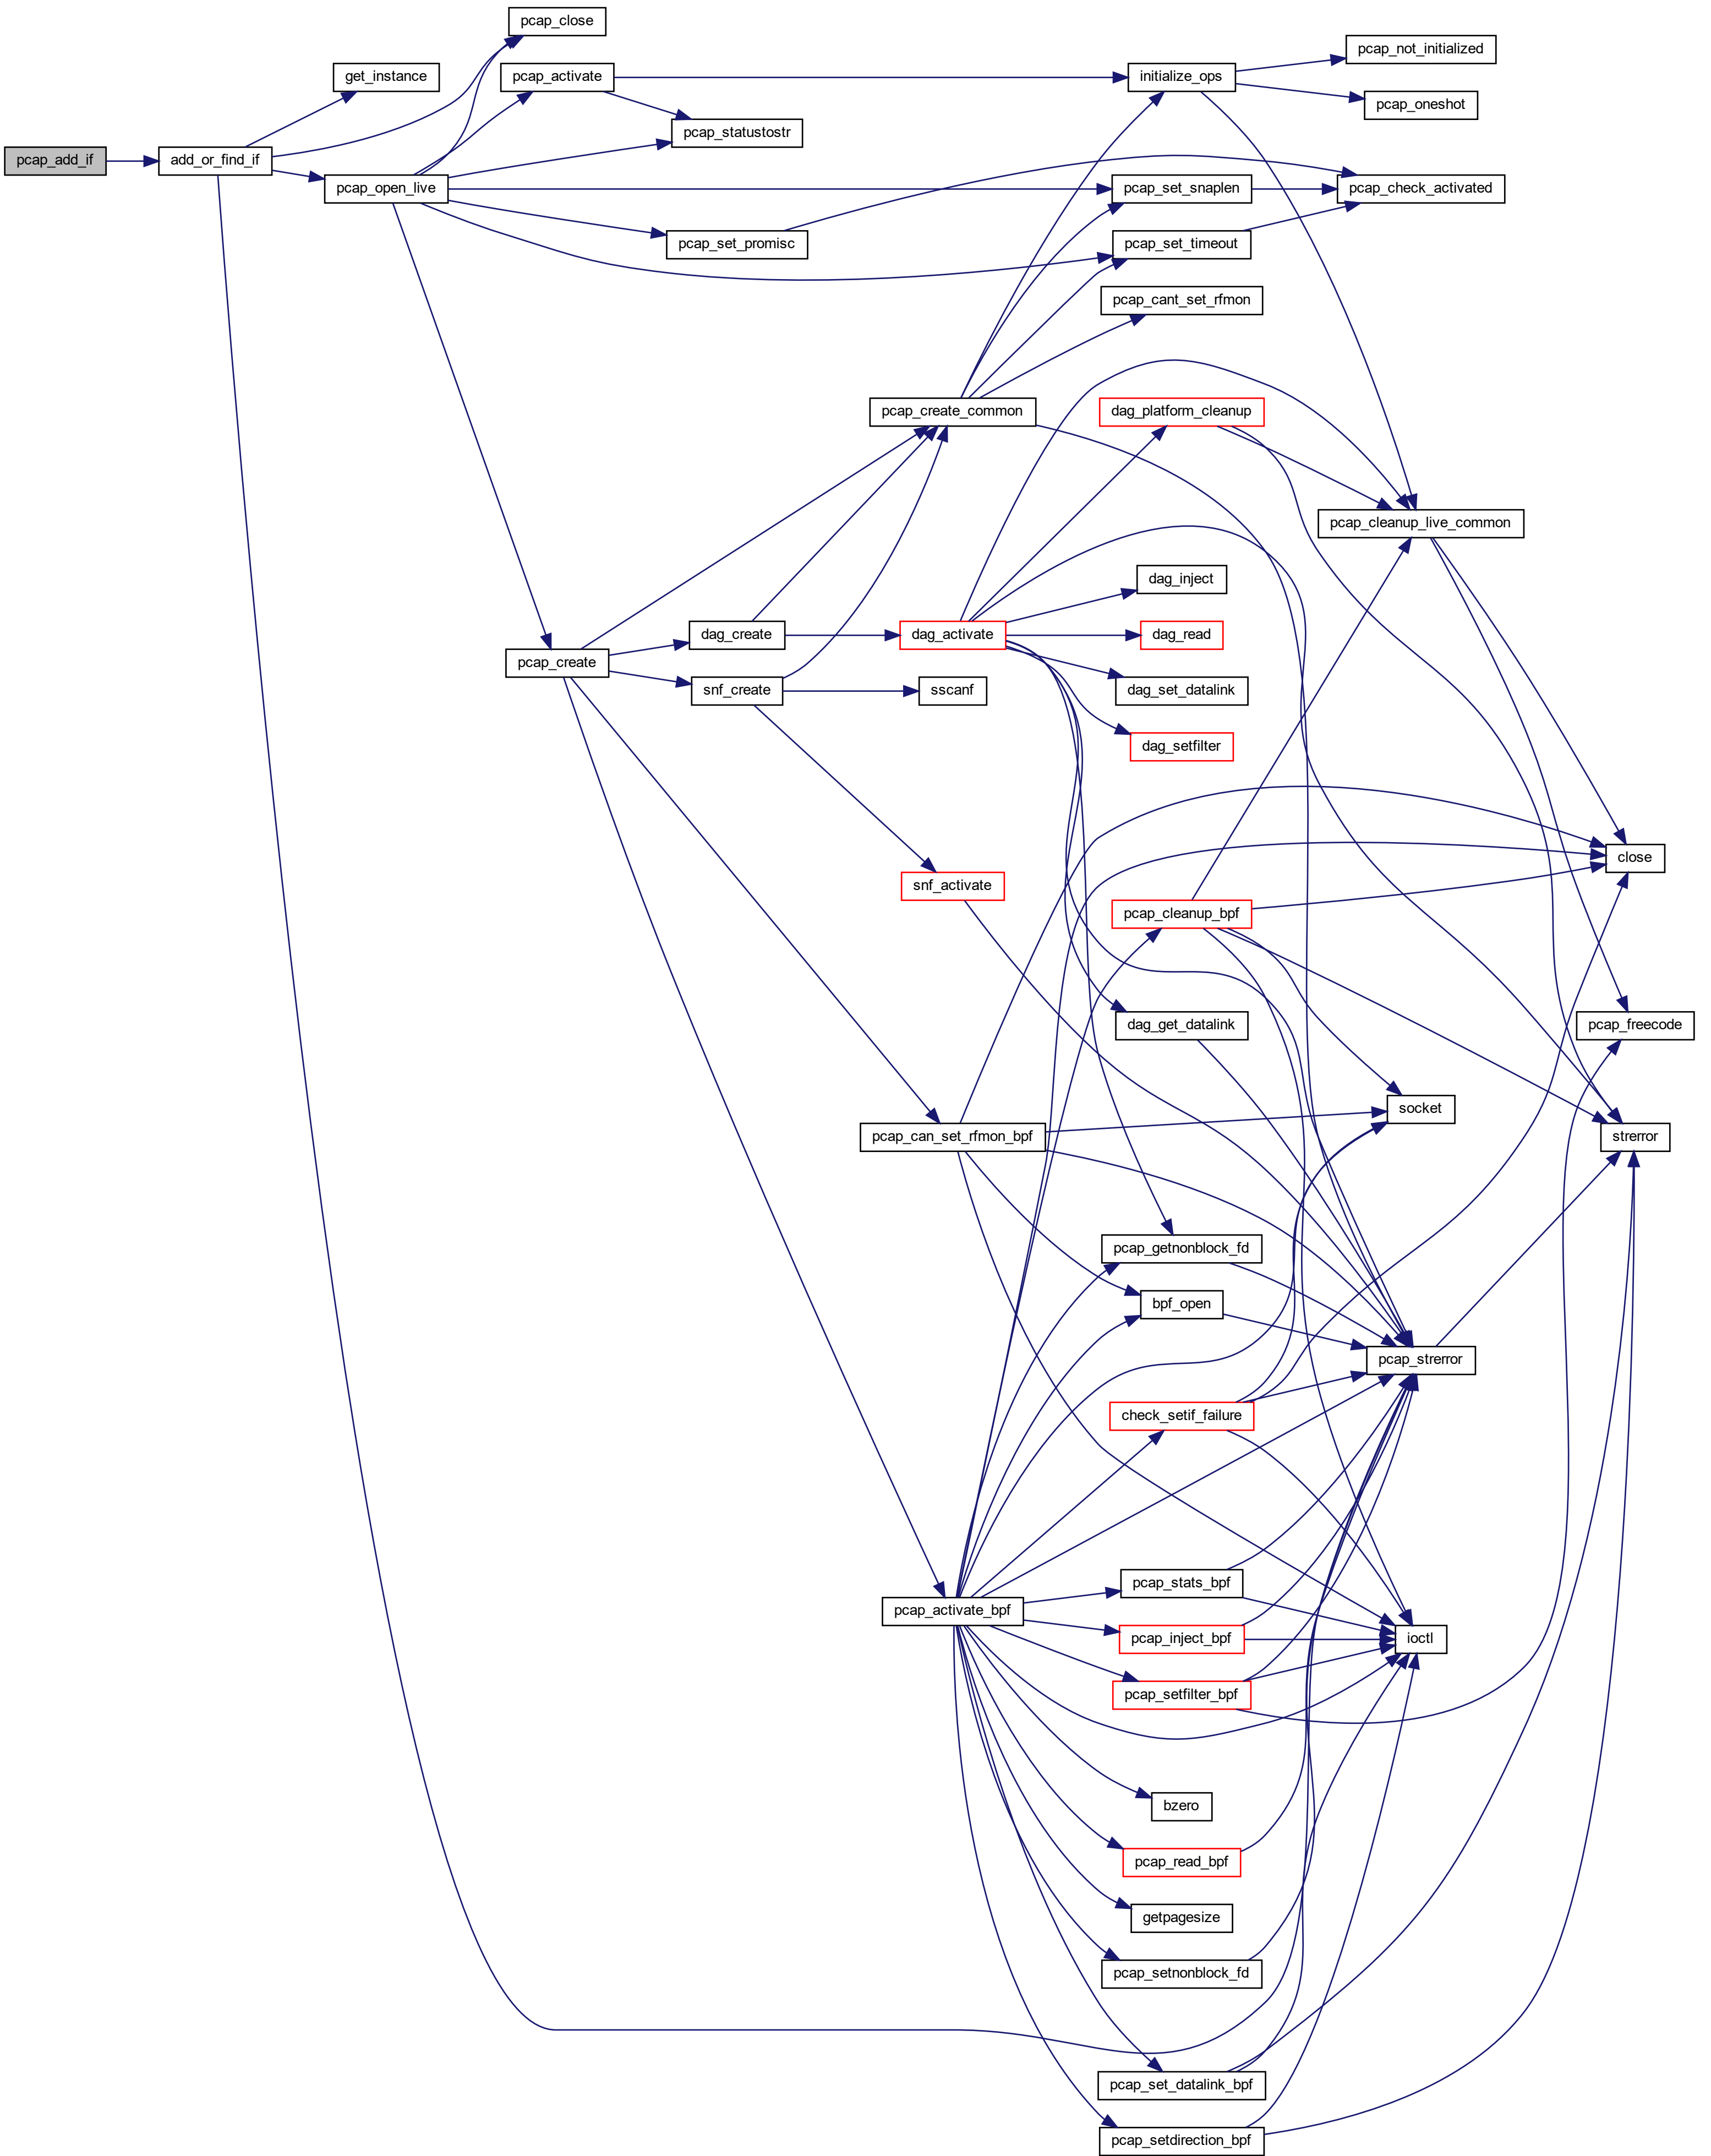 pcap_close
get_instance
pcap_activate
initialize_ops
pcap_not_initialized
pcap_oneshot
pcap_statustostr
pcap_add_if
add_or_find_if
pcap_open_live
pcap_set_snaplen
pcap_check_activated
pcap_set_promisc
pcap_set_timeout
pcap_cant_set_rfmon
pcap_create_common
dag_platform_cleanup
pcap_cleanup_live_common
dag_inject
dag_create
dag_activate
dag_read
pcap_create
snf_create
sscanf
dag_set_datalink
dag_setfilter
close
snf_activate
pcap_cleanup_bpf
dag_get_datalink
pcap_freecode
socket
pcap_can_set_rfmon_bpf
strerror
pcap_getnonblock_fd
bpf_open
pcap_strerror
check_setif_failure
pcap_stats_bpf
pcap_activate_bpf
pcap_inject_bpf
ioctl
pcap_setfilter_bpf
bzero
pcap_read_bpf
getpagesize
pcap_setnonblock_fd
pcap_set_datalink_bpf
pcap_setdirection_bpf